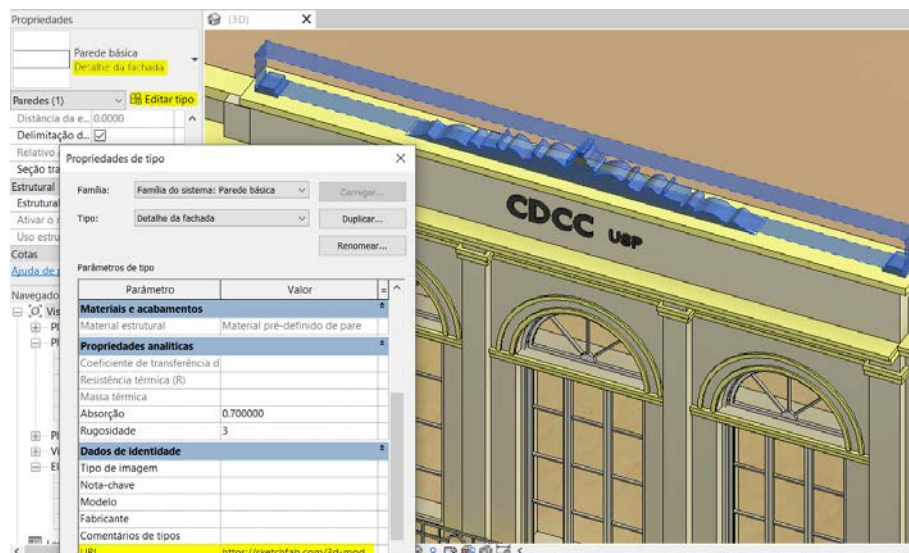 Propriedades
{3D}
Parede básica
Detalhe da fachada
Paredes (1)
Editar tipo
Distância da e... 0.0000
Delimitação d...
Relativo
Seção tra
Estrutural
Estrutural
Ativar o
Uso estru
Cotas
Ajuda de
Navegado
Propriedades de tipo
Família: Família do sistema: Parede básica Carregar...
Tipo: Detalhe da fachada Duplicar...
Renomear...
Parâmetros de tipo
Parâmetro Valor =
Materiais e acabamentos
Material estrutural Material pré-definido de pare
Propriedades analíticas
Coeficiente de transferência d
Resistência térmica (R)
Massa térmica
Absorção 0.700000
Rugosidade 3
Dados de identidade
Tipo de imagem
Nota-chave
Modelo
Fabricante
Comentários de tipos
URL https://sketchfab.com/3d-mod
CDCC USP